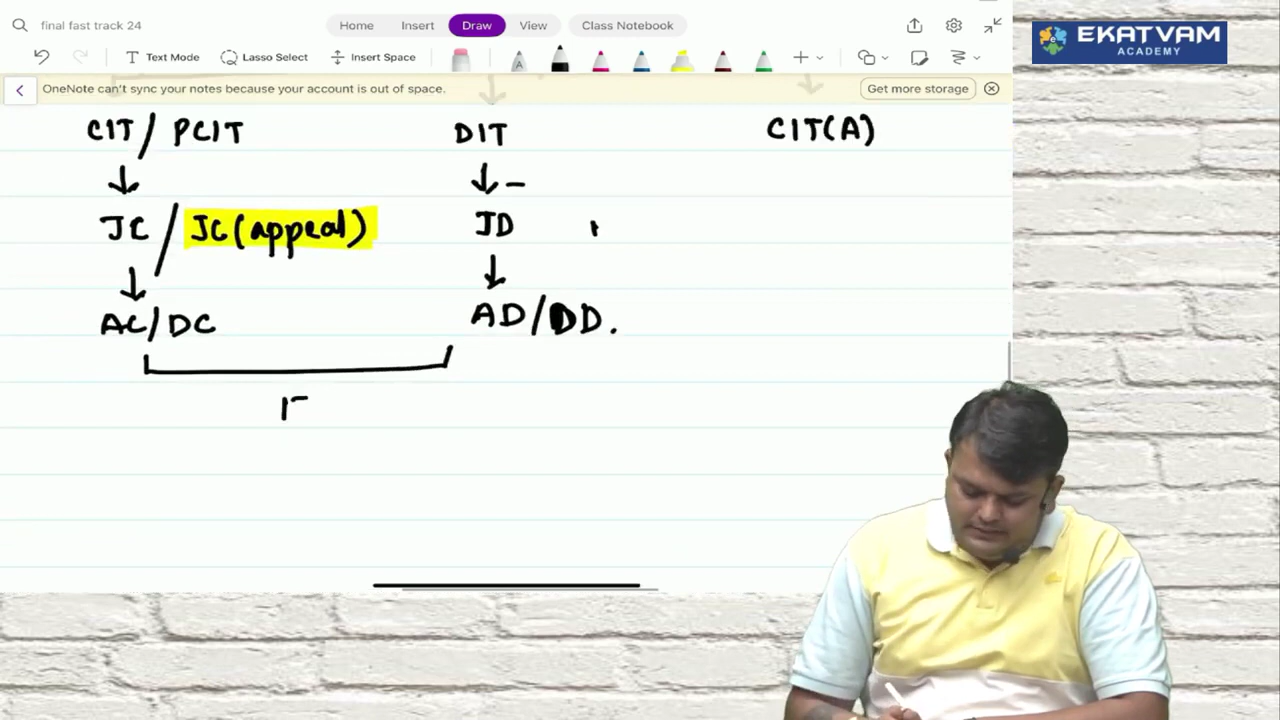 final fast track 24
Home Insert Draw View Class Notebook
EKATVAM
ACADEMY
Text Mode Lasso Select Insert Space
OneNote can't sync your notes because your account is out of space. Get more storage
CIT / PCIT DIT CIT(A)
JC / JC(appeal) JD
AC/DC AD/DD.